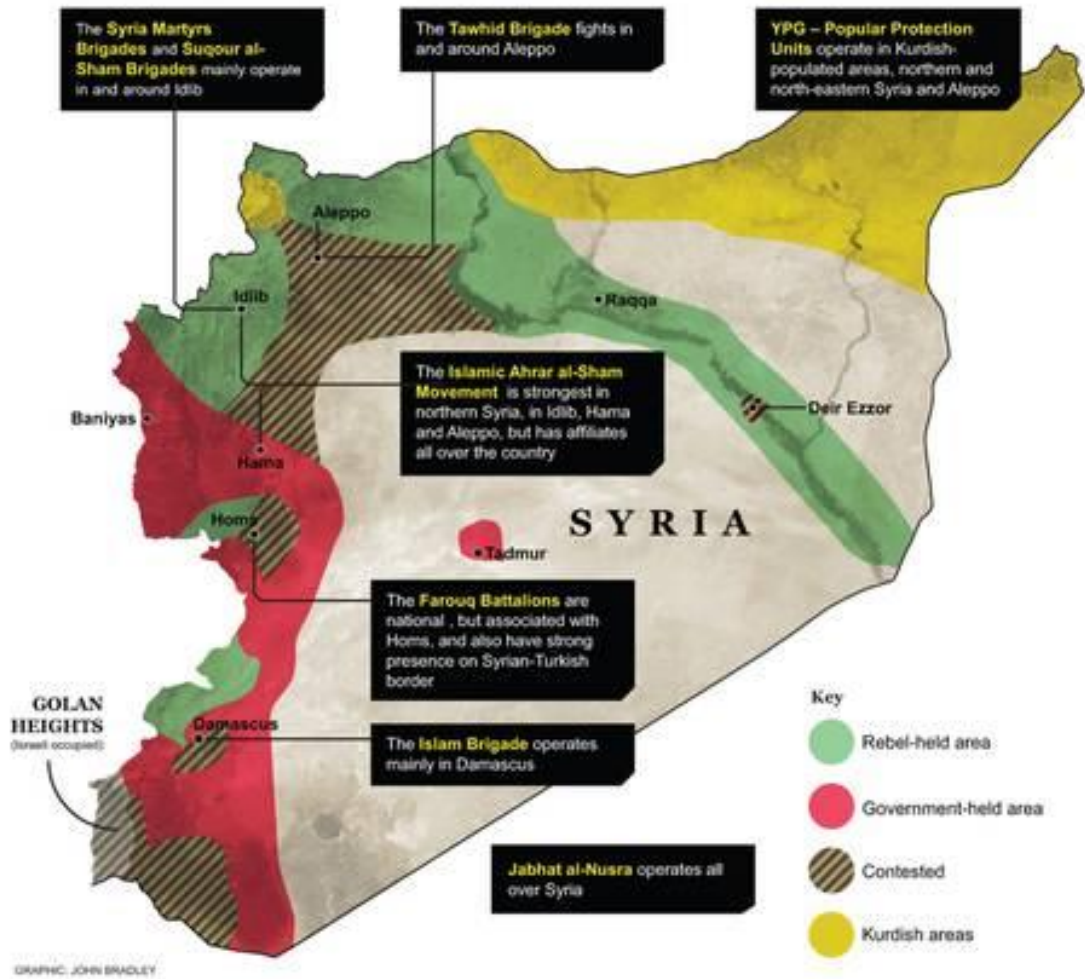 The Syria Martyrs
Brigades and Suqour al-
Sham Brigades mainly operate
in and around Idlib
The Tawhid Brigade fights in
and around Aleppo
YPG – Popular Protection
Units operate in Kurdish-
populated areas, northern and
north-eastern Syria and Aleppo
Aleppo
Idlib
Raqqa
The Islamic Ahrar al-Sham
Movement is strongest in
northern Syria, in Idlib, Hama
and Aleppo, but has affiliates
all over the country
Baniyas
Deir Ezzor
Hama
Homs
SYRIA
Tadmur
The Farouq Battalions are
national , but associated with
Homs, and also have strong
presence on Syrian-Turkish
border
GOLAN
HEIGHTS
(Israeli occupied)
Damascus
The Islam Brigade operates
mainly in Damascus
Jabhat al-Nusra operates all
over Syria
Key
Rebel-held area
Government-held area
Contested
Kurdish areas
GRAPHIC: JOHN BRADLEY